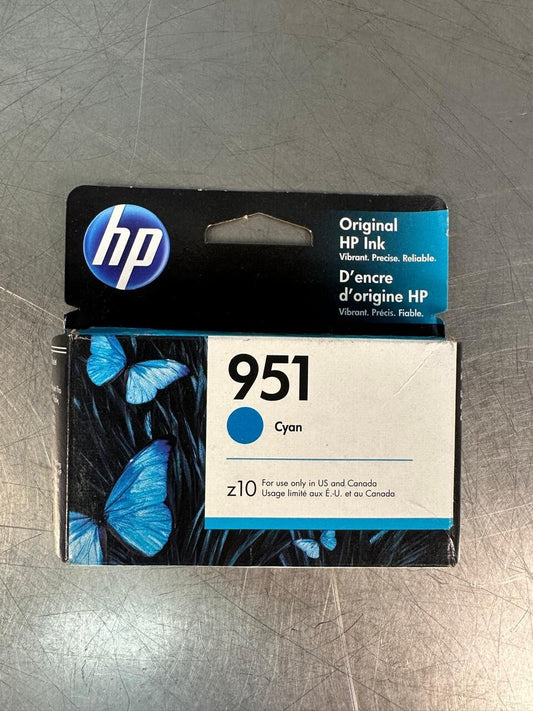 hp
Original
HP Ink
Vibrant. Precise. Reliable.
D'encre
d'origine HP
Vibrant. Précis. Fiable.
951
Cyan
z10 For use only in US and Canada
Usage limité aux É.-U. et au Canada